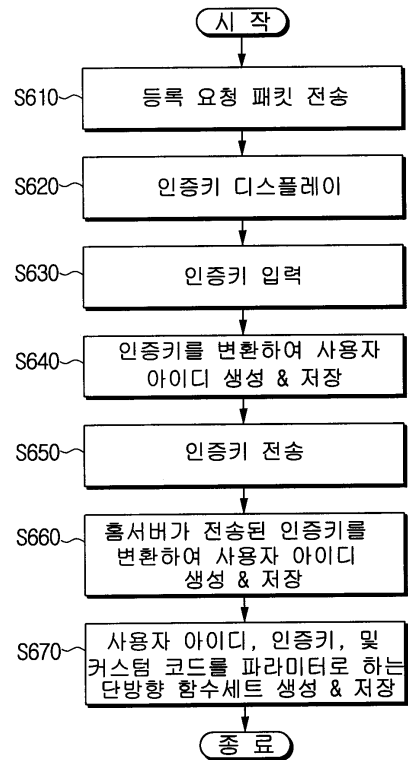 시 작
S610
등록 요청 패킷 전송
S620
인증키 디스플레이
S630
인증키 입력
S640
인증키를 변환하여 사용자
아이디 생성 & 저장
S650
인증키 전송
S660
홈서버가 전송된 인증키를
변환하여 사용자 아이디
생성 & 저장
S670
사용자 아이디, 인증키, 및
커스텀 코드를 파라미터로 하는
단방향 함수세트 생성 & 저장
종 료